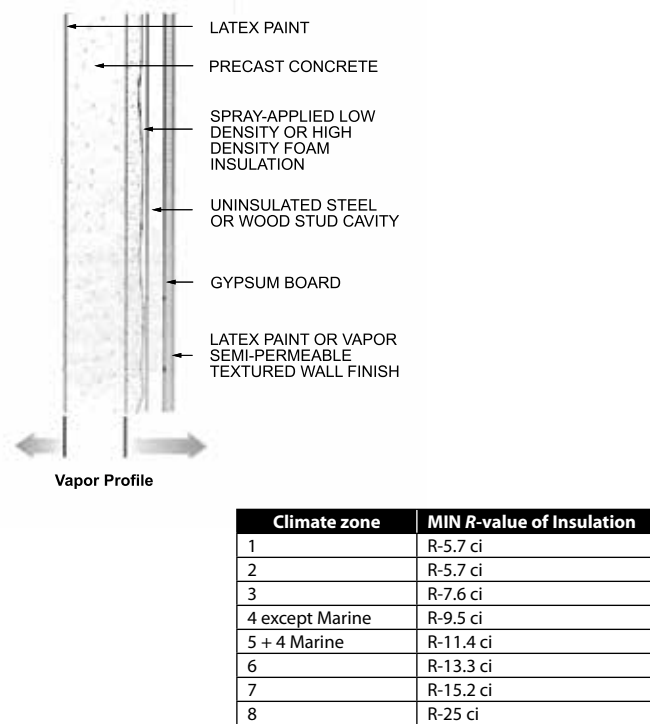 LATEX PAINT
PRECAST CONCRETE
SPRAY-APPLIED LOW
DENSITY OR HIGH
DENSITY FOAM
INSULATION
UNINSULATED STEEL
OR WOOD STUD CAVITY
GYPSUM BOARD
LATEX PAINT OR VAPOR
SEMI-PERMEABLE
TEXTURED WALL FINISH
Vapor Profile
Climate zone MIN R-value of Insulation
1 R-5.7 ci
2 R-5.7 ci
3 R-7.6 ci
4 except Marine R-9.5 ci
5 + 4 Marine R-11.4 ci
6 R-13.3 ci
7 R-15.2 ci
8 R-25 ci